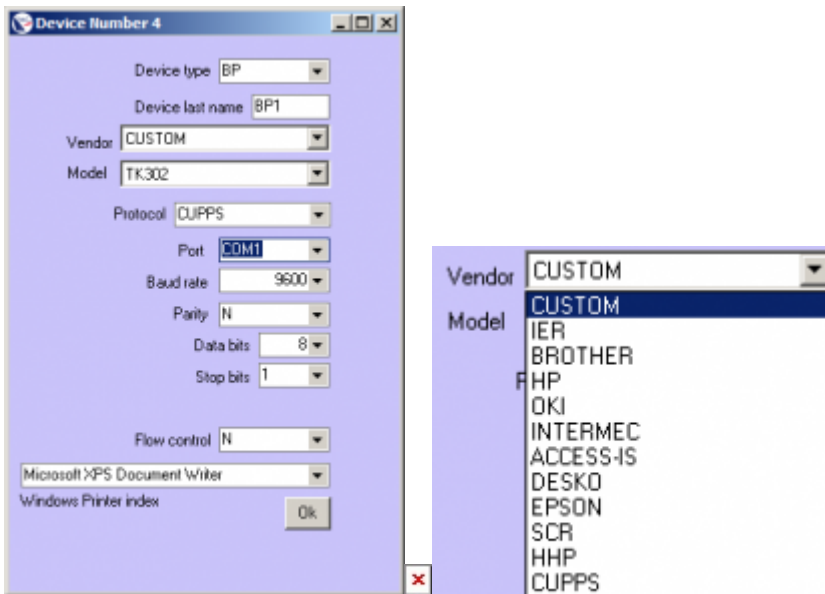 Device Number 4
Device type BP
Device last name BP1
Vendor CUSTOM
Model TK302
Protocol CUPPS
Port COM1
Baud rate 9600
Parity N
Data bits 8
Stop bits 1
Flow control N
Microsoft XPS Document Writer
Windows Printer index
Ok
Vendor CUSTOM
Model
CUSTOM
IER
BROTHER
HP
OKI
INTERMEC
ACCESS-IS
DESKO
EPSON
SCR
HHP
CUPPS